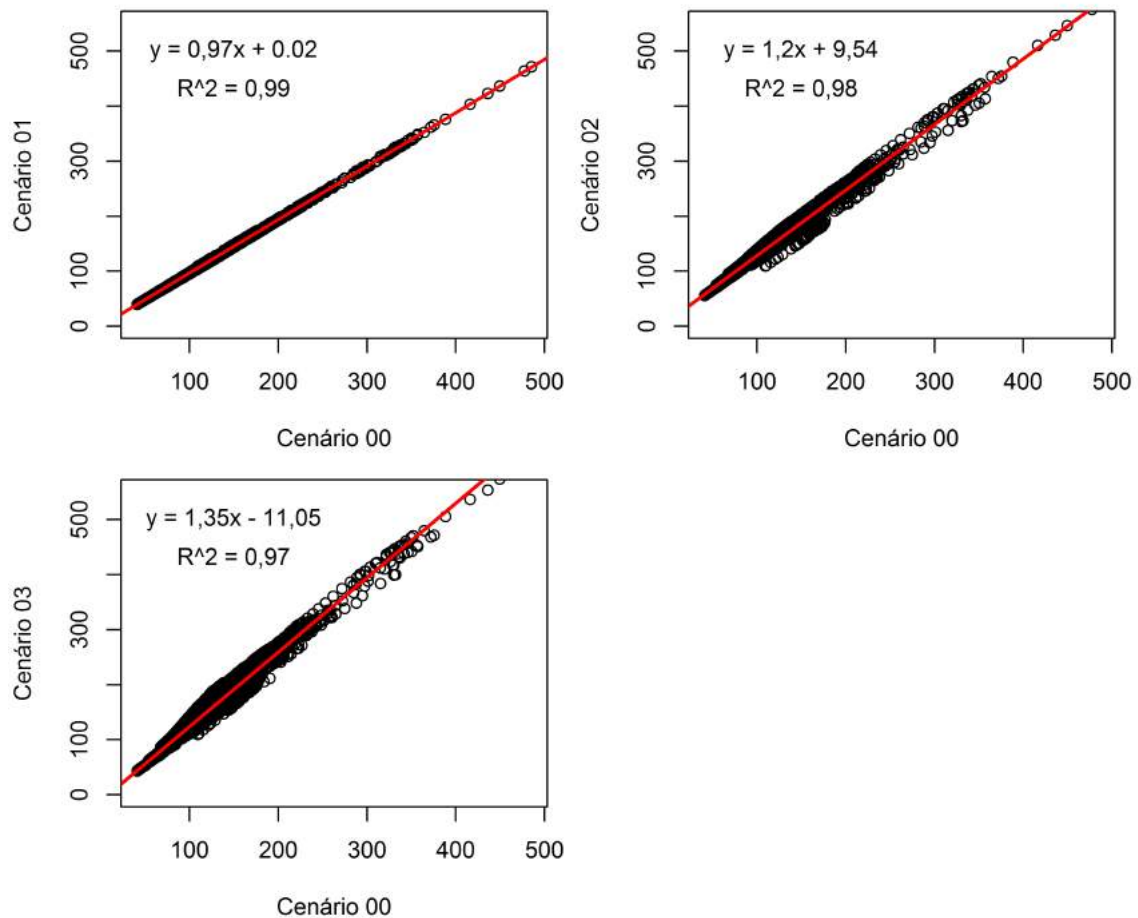 y = 0,97x + 0.02
R^2 = 0,99
Cenário 01
500
300
100
0
100 200 300 400 500
Cenário 00
y = 1,2x + 9,54
R^2 = 0,98
Cenário 02
500
300
100
0
100 200 300 400 500
Cenário 00
y = 1,35x - 11,05
R^2 = 0,97
Cenário 03
500
300
100
0
100 200 300 400 500
Cenário 00